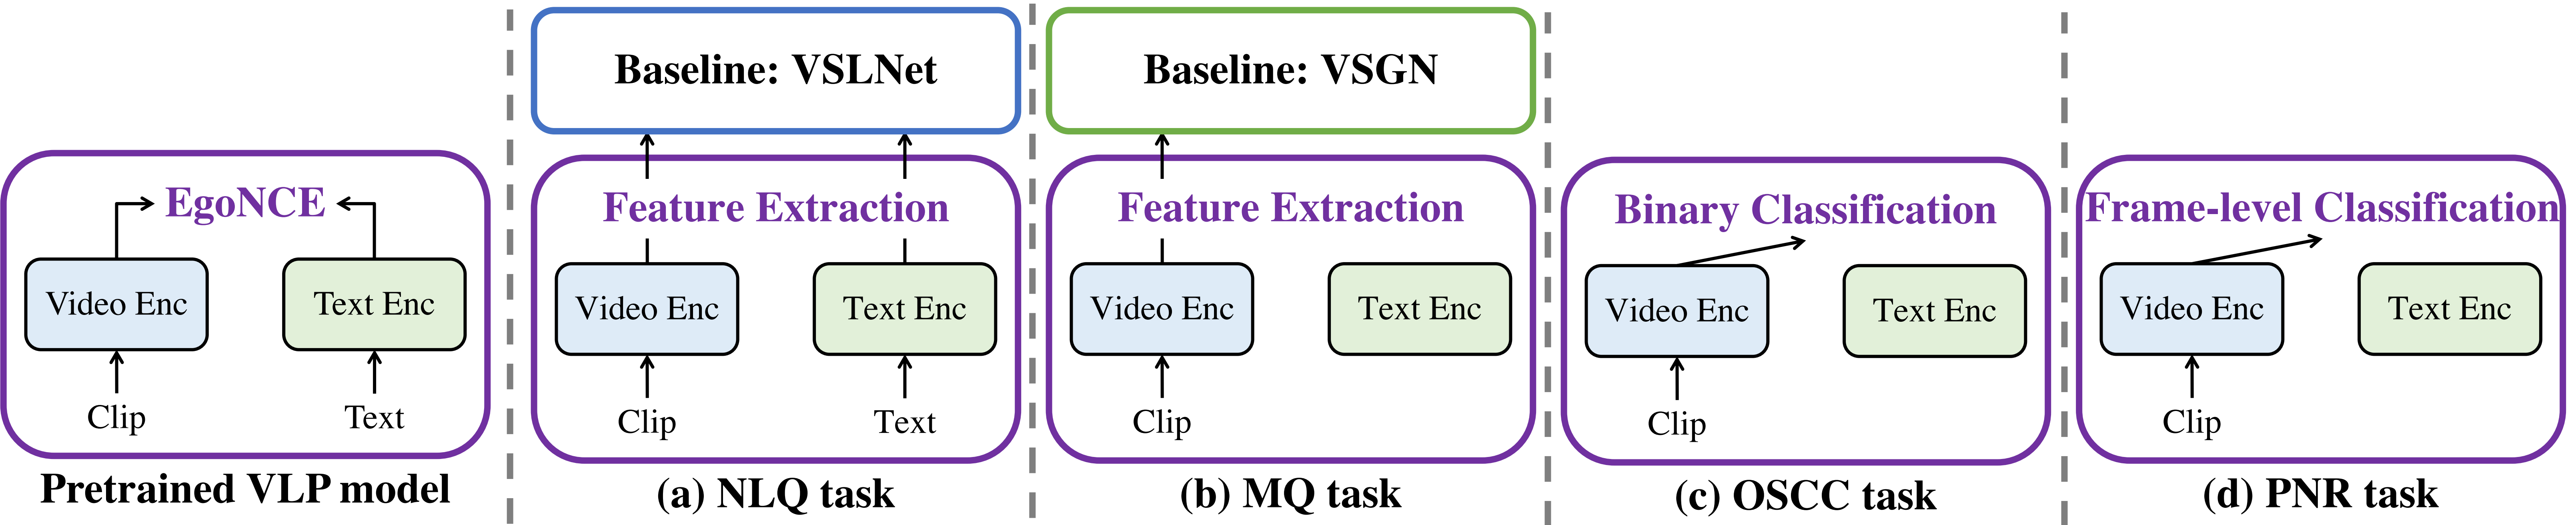 EgoNCE
Video Enc
Text Enc
Clip
Text
Pretrained VLP model
Baseline: VSLNet
Feature Extraction
Video Enc
Text Enc
Clip
Text
(a) NLQ task
Baseline: VSGN
Feature Extraction
Video Enc
Text Enc
Clip
(b) MQ task
Binary Classification
Video Enc
Text Enc
Clip
(c) OSCC task
Frame-level Classification
Video Enc
Text Enc
Clip
(d) PNR task